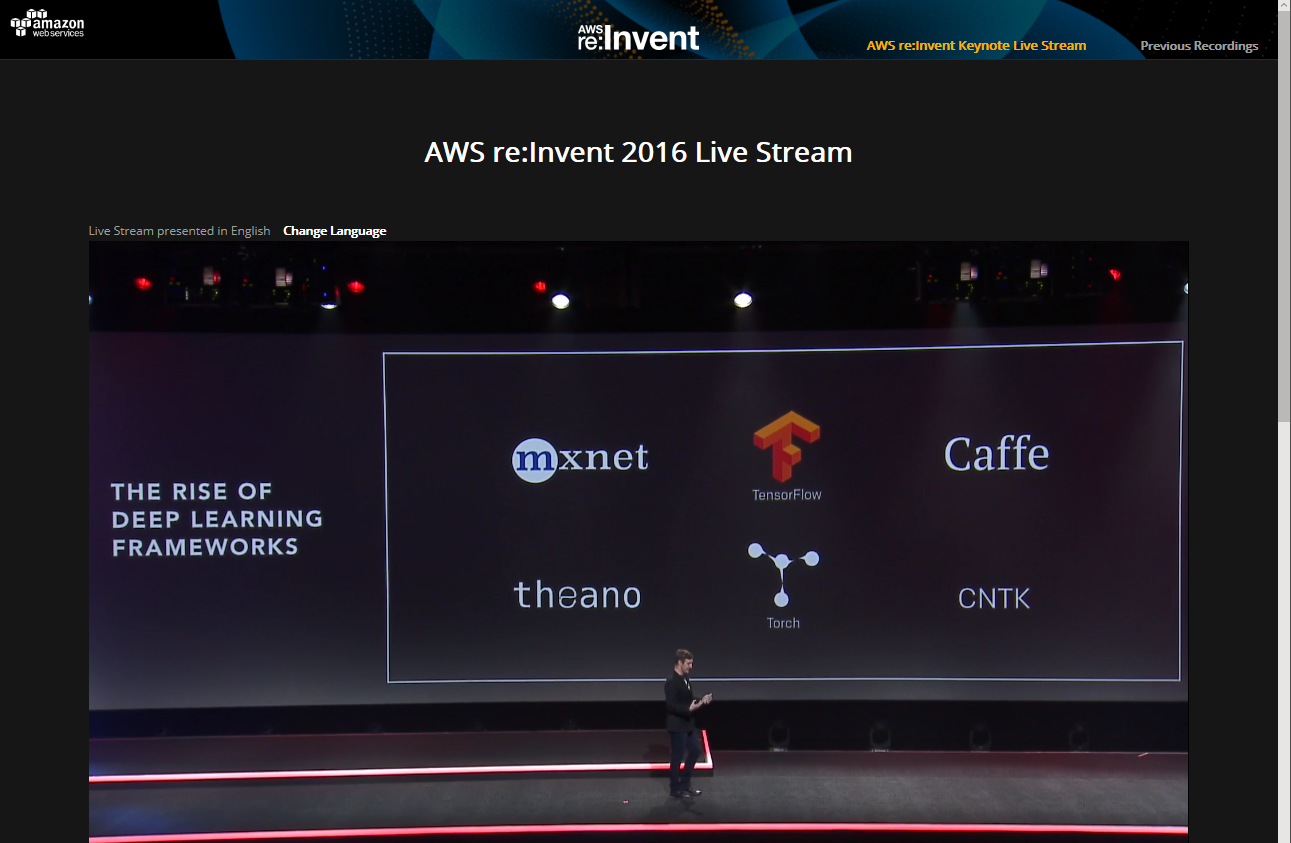 amazon
web services
AWS
re:Invent
AWS re:Invent Keynote Live Stream
Previous Recordings
AWS re:Invent 2016 Live Stream
Live Stream presented in English
Change Language
THE RISE OF
DEEP LEARNING
FRAMEWORKS
mxnet
TensorFlow
Caffe
theano
Torch
CNTK